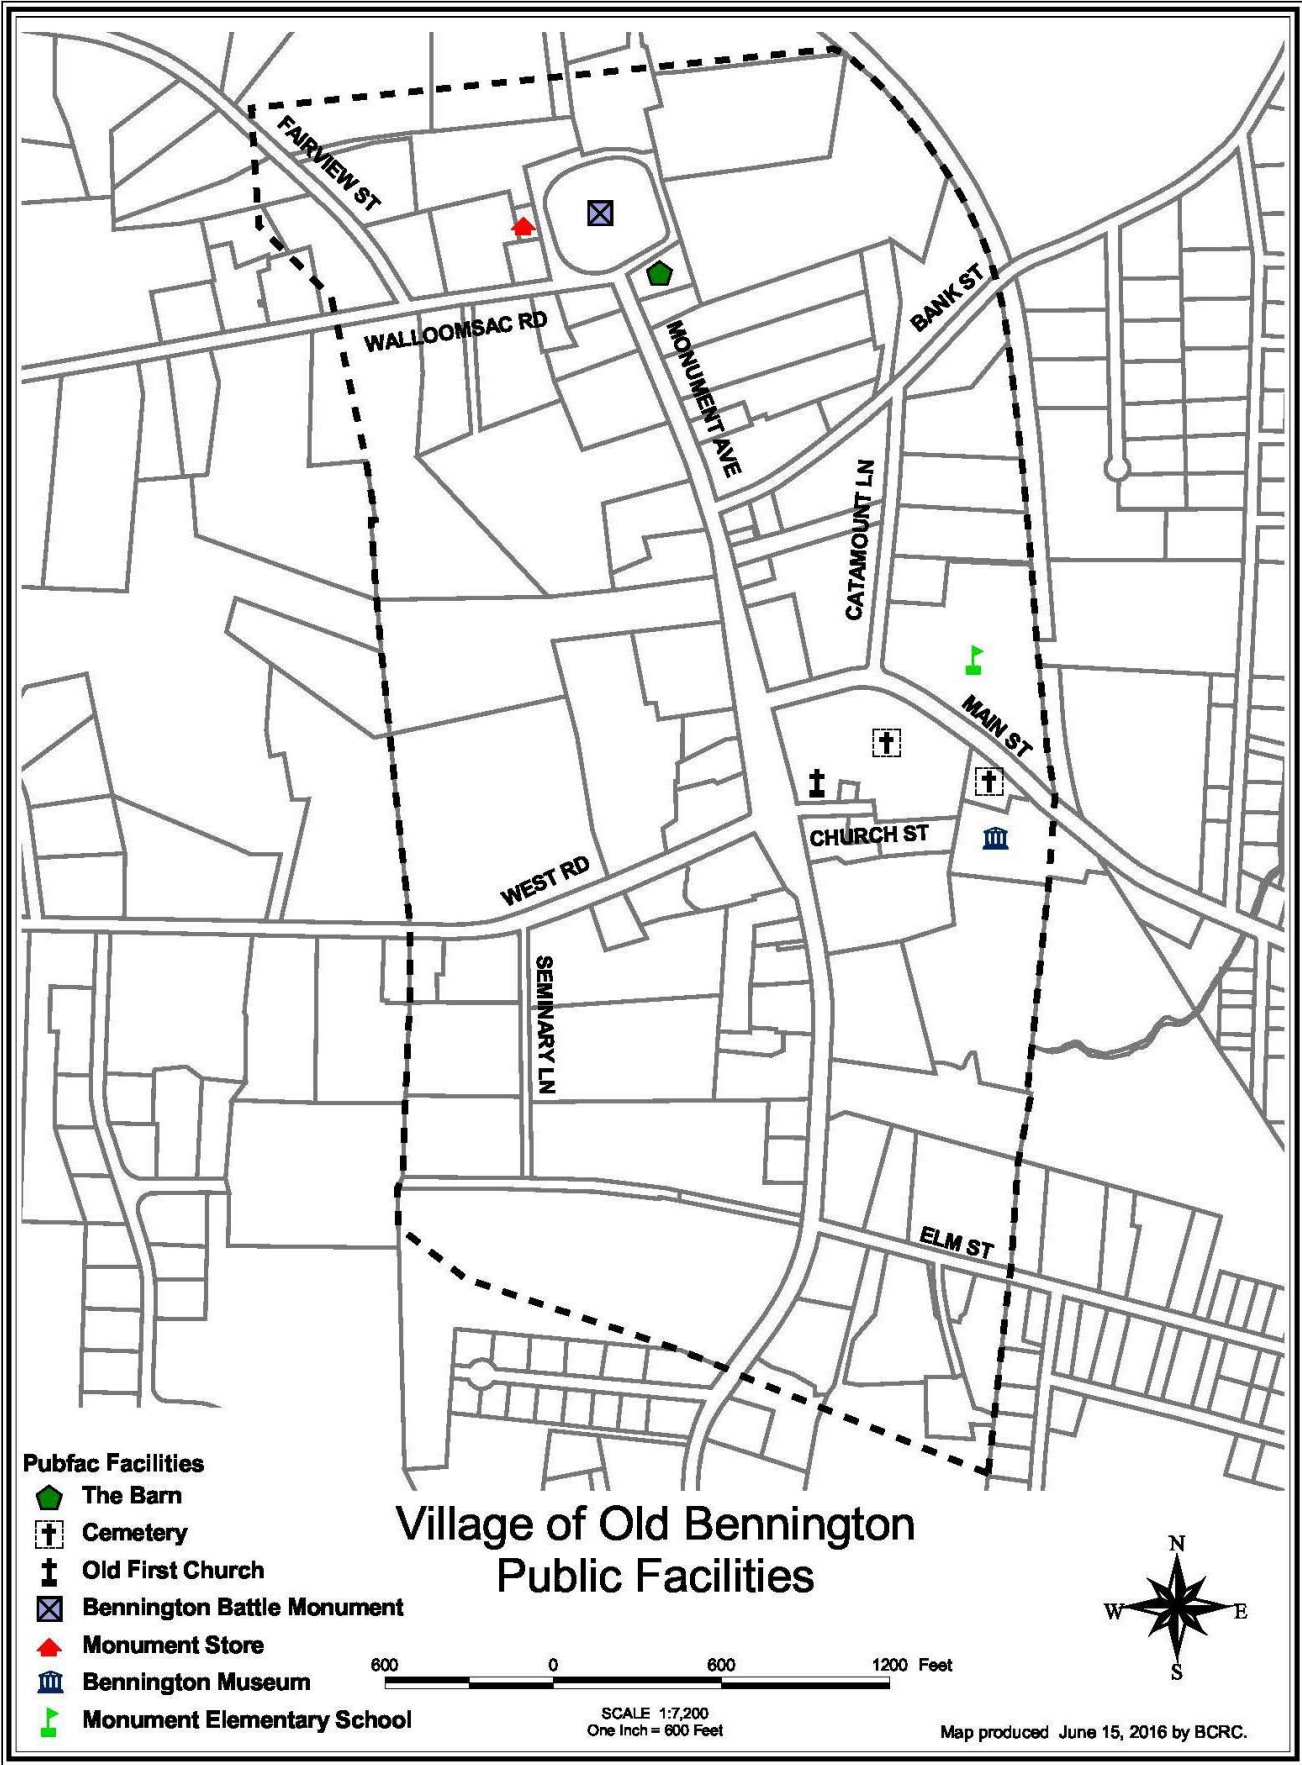 FAIRVIEW ST
WALLOOMSAC RD
MONUMENT AVE
BANK ST
CATAMOUNT LN
MAIN ST
CHURCH ST
WEST RD
SEMINARY LN
ELM ST
Pubfac Facilities
The Barn
Cemetery
Old First Church
Bennington Battle Monument
Monument Store
Bennington Museum
Monument Elementary School
Village of Old Bennington
Public Facilities
600 0 600 1200 Feet
SCALE 1:7,200
One Inch = 600 Feet
N
W E
S
Map produced June 15, 2016 by BCRC.